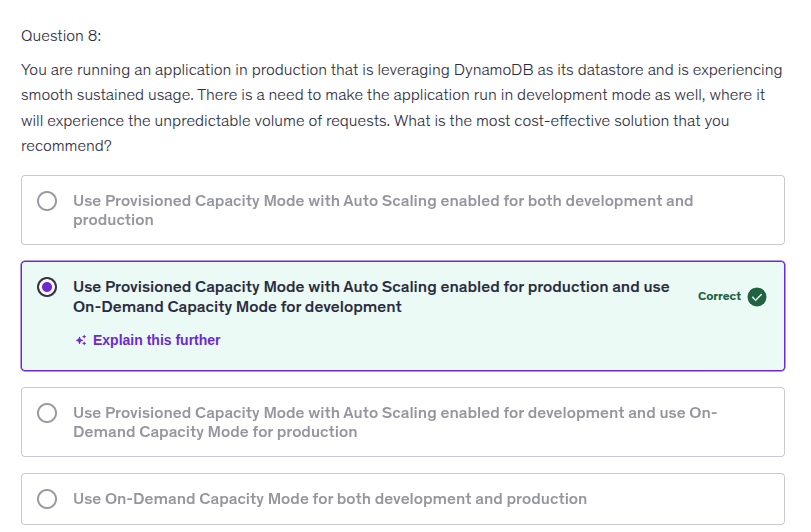 Question 8:
You are running an application in production that is leveraging DynamoDB as its datastore and is experiencing
smooth sustained usage. There is a need to make the application run in development mode as well, where it
will experience the unpredictable volume of requests. What is the most cost-effective solution that you
recommend?
Use Provisioned Capacity Mode with Auto Scaling enabled for both development and
production
Use Provisioned Capacity Mode with Auto Scaling enabled for production and use
On-Demand Capacity Mode for development
Correct
Explain this further
Use Provisioned Capacity Mode with Auto Scaling enabled for development and use On-
Demand Capacity Mode for production
Use On-Demand Capacity Mode for both development and production